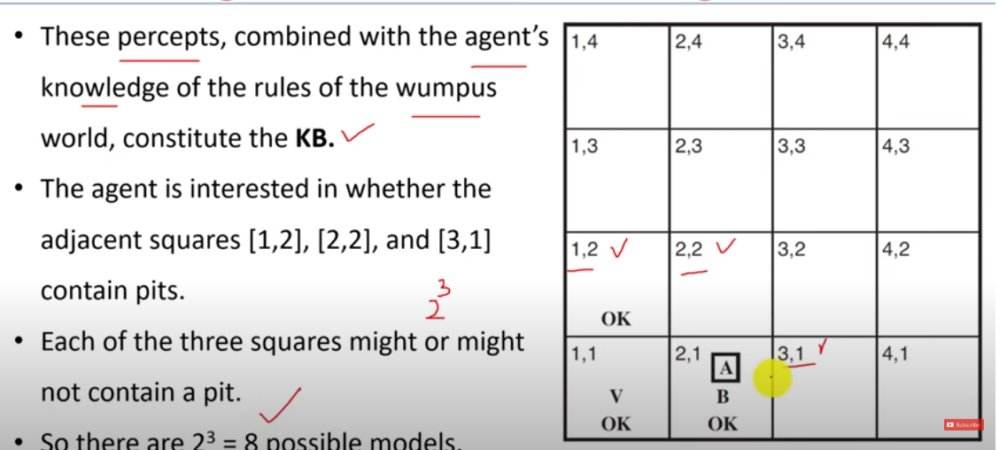 • These percepts, combined with the agent's
knowledge of the rules of the wumpus
world, constitute the KB.
• The agent is interested in whether the
adjacent squares [1,2], [2,2], and [3,1]
contain pits.
2³
• Each of the three squares might or might
not contain a pit.
• So there are 2³ = 8 possible models.
1,4 2,4 3,4 4,4
1,3 2,3 3,3 4,3
1,2 2,2 3,2 4,2
OK
1,1 2,1 3,1 4,1
A
V B
OK OK
Subscribe